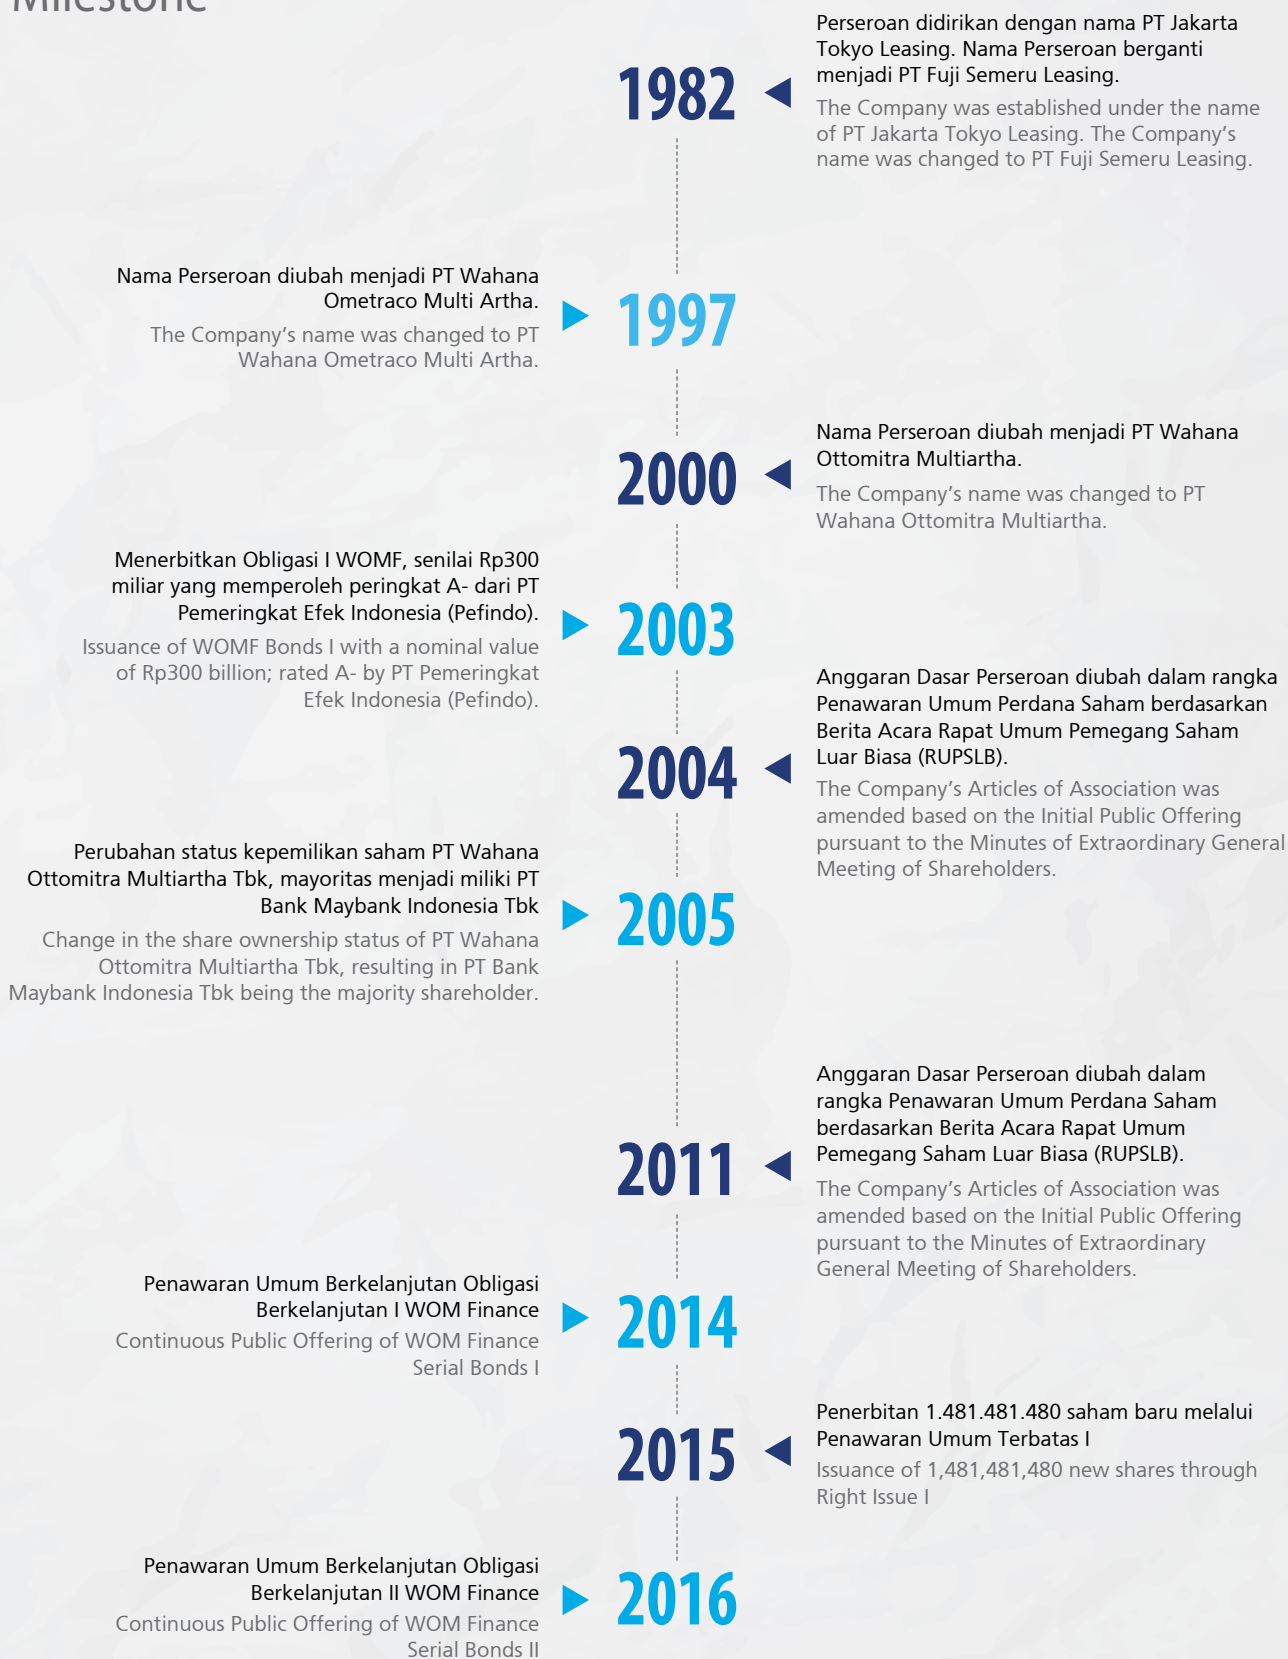 Milestone
Perseroan didirikan dengan nama PT Jakarta
Tokyo Leasing. Nama Perseroan berganti
menjadi PT Fuji Semeru Leasing.
1982
The Company was established under the name
of PT Jakarta Tokyo Leasing. The Company’s
name was changed to PT Fuji Semeru Leasing.
Nama Perseroan diubah menjadi PT Wahana
Ometraco Multi Artha.
The Company’s name was changed to PT
Wahana Ometraco Multi Artha.
1997
Nama Perseroan diubah menjadi PT Wahana
Ottomitra Multiartha.
2000
The Company’s name was changed to PT
Wahana Ottomitra Multiartha.
Menerbitkan Obligasi I WOMF, senilai Rp300
miliar yang memperoleh peringkat A- dari PT
Pemeringkat Efek Indonesia (Pefindo).
Issuance of WOMF Bonds I with a nominal value
of Rp300 billion; rated A- by PT Pemeringkat
Efek Indonesia (Pefindo).
2003
Anggaran Dasar Perseroan diubah dalam rangka
Penawaran Umum Perdana Saham berdasarkan
Berita Acara Rapat Umum Pemegang Saham
Luar Biasa (RUPSLB).
2004
The Company’s Articles of Association was
amended based on the Initial Public Offering
pursuant to the Minutes of Extraordinary General
Meeting of Shareholders.
Perubahan status kepemilikan saham PT Wahana
Ottomitra Multiartha Tbk, mayoritas menjadi miliki PT
Bank Maybank Indonesia Tbk
Change in the share ownership status of PT Wahana
Ottomitra Multiartha Tbk, resulting in PT Bank
Maybank Indonesia Tbk being the majority shareholder.
2005
Anggaran Dasar Perseroan diubah dalam
rangka Penawaran Umum Perdana Saham
berdasarkan Berita Acara Rapat Umum
Pemegang Saham Luar Biasa (RUPSLB).
2011
The Company’s Articles of Association was
amended based on the Initial Public Offering
pursuant to the Minutes of Extraordinary
General Meeting of Shareholders.
Penawaran Umum Berkelanjutan Obligasi
Berkelanjutan I WOM Finance
Continuous Public Offering of WOM Finance
Serial Bonds I
2014
Penerbitan 1.481.481.480 saham baru melalui
Penawaran Umum Terbatas I
2015
Issuance of 1,481,481,480 new shares through
Right Issue I
Penawaran Umum Berkelanjutan Obligasi
Berkelanjutan II WOM Finance
Continuous Public Offering of WOM Finance
Serial Bonds II
2016